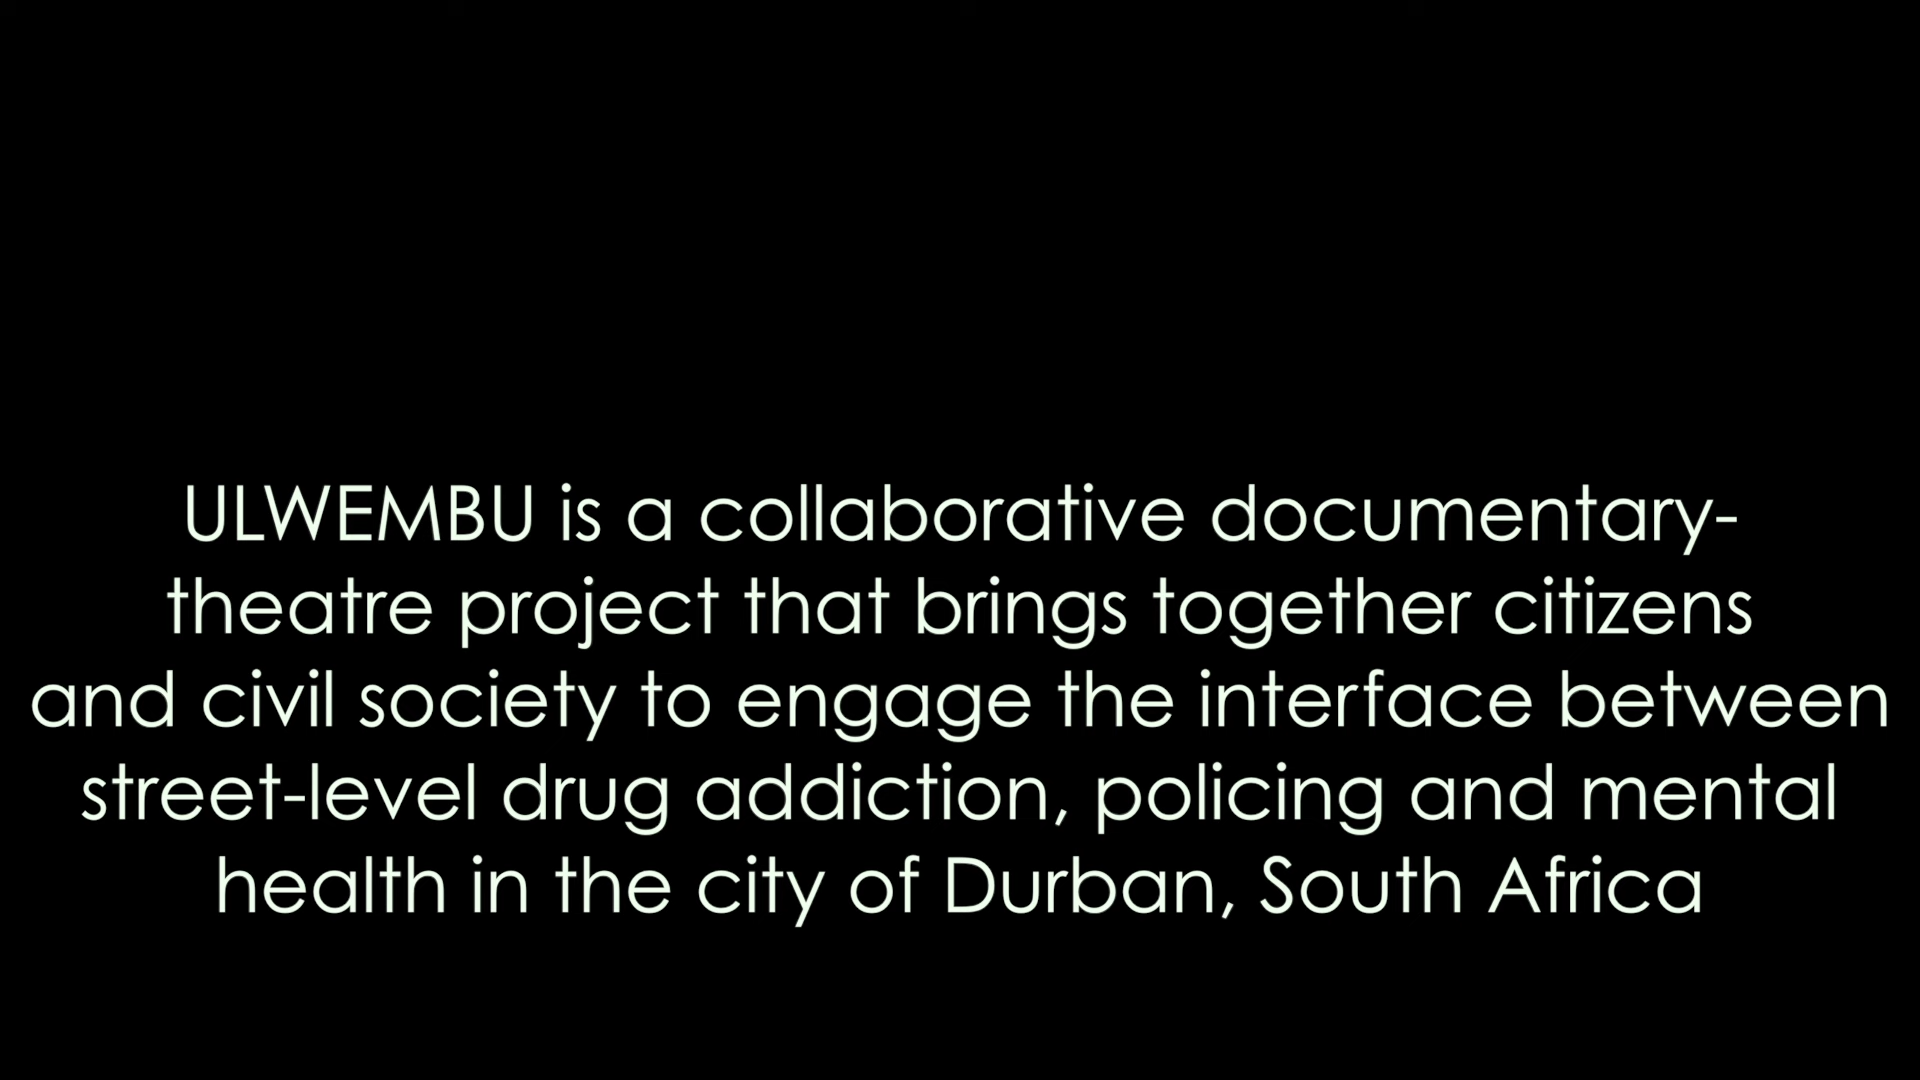 ULWEMBU is a collaborative documentary-
theatre project that brings together citizens
and civil society to engage the interface between
street-level drug addiction, policing and mental
health in the city of Durban, South Africa